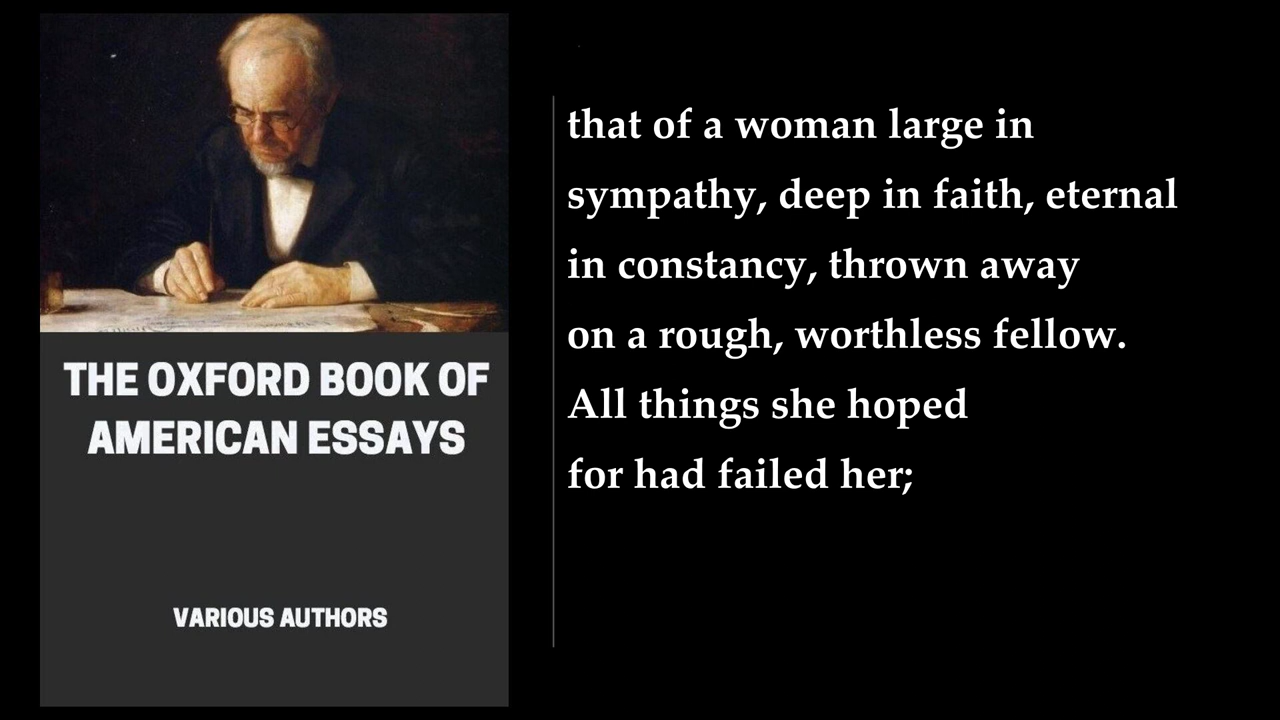 THE OXFORD BOOK OF
AMERICAN ESSAYS
VARIOUS AUTHORS
that of a woman large in
sympathy, deep in faith, eternal
in constancy, thrown away
on a rough, worthless fellow.
All things she hoped
for had failed her;